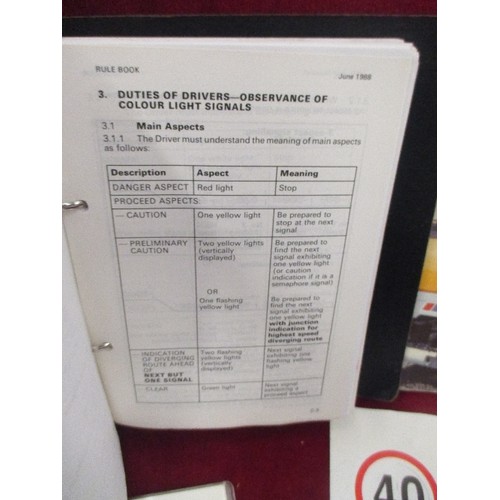 RULE BOOK
June 1988
3. DUTIES OF DRIVERS—OBSERVANCE OF
COLOUR LIGHT SIGNALS
3.1 Main Aspects
3.1.1 The Driver must understand the meaning of main aspects
as follows:
Description Aspect Meaning
DANGER ASPECT Red light Stop
PROCEED ASPECTS:
— CAUTION One yellow light Be prepared to
stop at the next
signal
— PRELIMINARY Two yellow lights Be prepared to
CAUTION (vertically find the next
displayed) signal exhibiting
one yellow light
(or caution
indication if it is a
semaphore signal)
OR
One flashing Be prepared to
yellow light find the next
signal exhibiting
one yellow light
with junction
indication for
highest speed
diverging route
INDICATION Two flashing Next signal
OF DIVERGING yellow lights exhibiting one
ROUTE AHEAD (vertically flashing yellow
OF displayed) light
NEXT BUT
ONE SIGNAL
CLEAR Green light Next signal
exhibiting a
proceed aspect
40